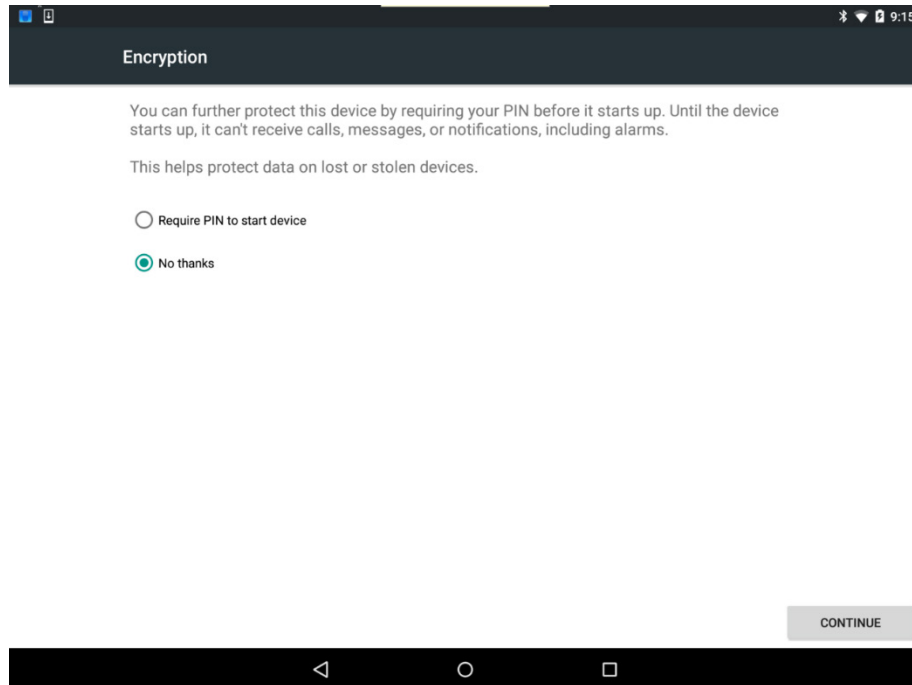 9:15
Encryption
You can further protect this device by requiring your PIN before it starts up. Until the device
starts up, it can't receive calls, messages, or notifications, including alarms.
This helps protect data on lost or stolen devices.
Require PIN to start device
No thanks
CONTINUE